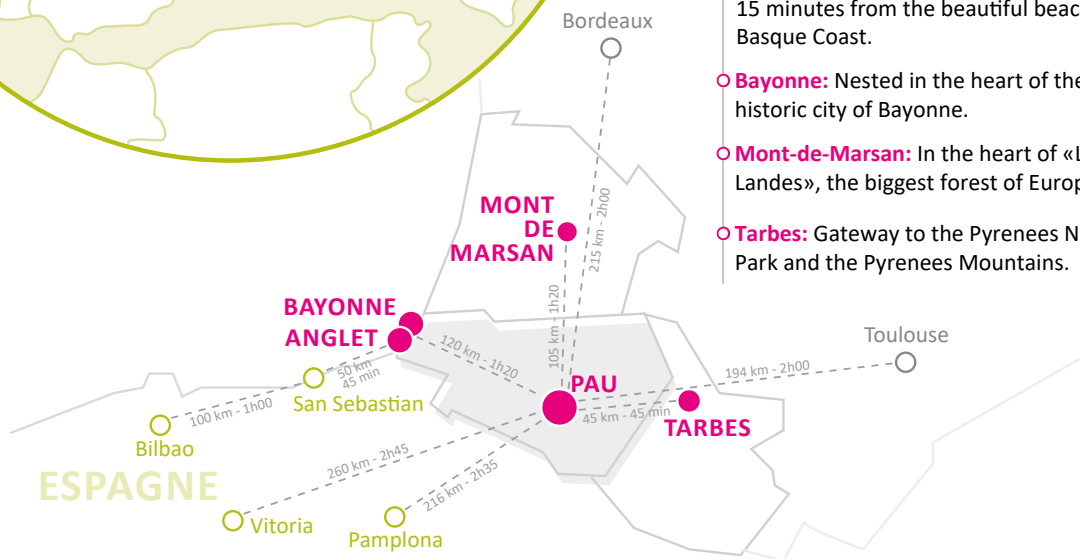 Bordeaux
15 minutes from the beautiful
Basque Coast.
Bayonne: Nested in the heart of the
historic city of Bayonne.
Mont-de-Marsan: In the heart of
Landes», the biggest forest of
Tarbes: Gateway to the Pyrenees
Park and the Pyrenees Mountains.
MONT
DE
MARSAN
215 km - 2h00
105 km - 1h20
BAYONNE
ANGLET
120 km - 1h20
50 km
45 min
San Sebastian
100 km - 1h00
Bilbao
PAU
194 km - 2h00
Toulouse
45 km - 45 min
TARBES
260 km - 2h45
216 km - 2h35
ESPAGNE
Vitoria
Pamplona